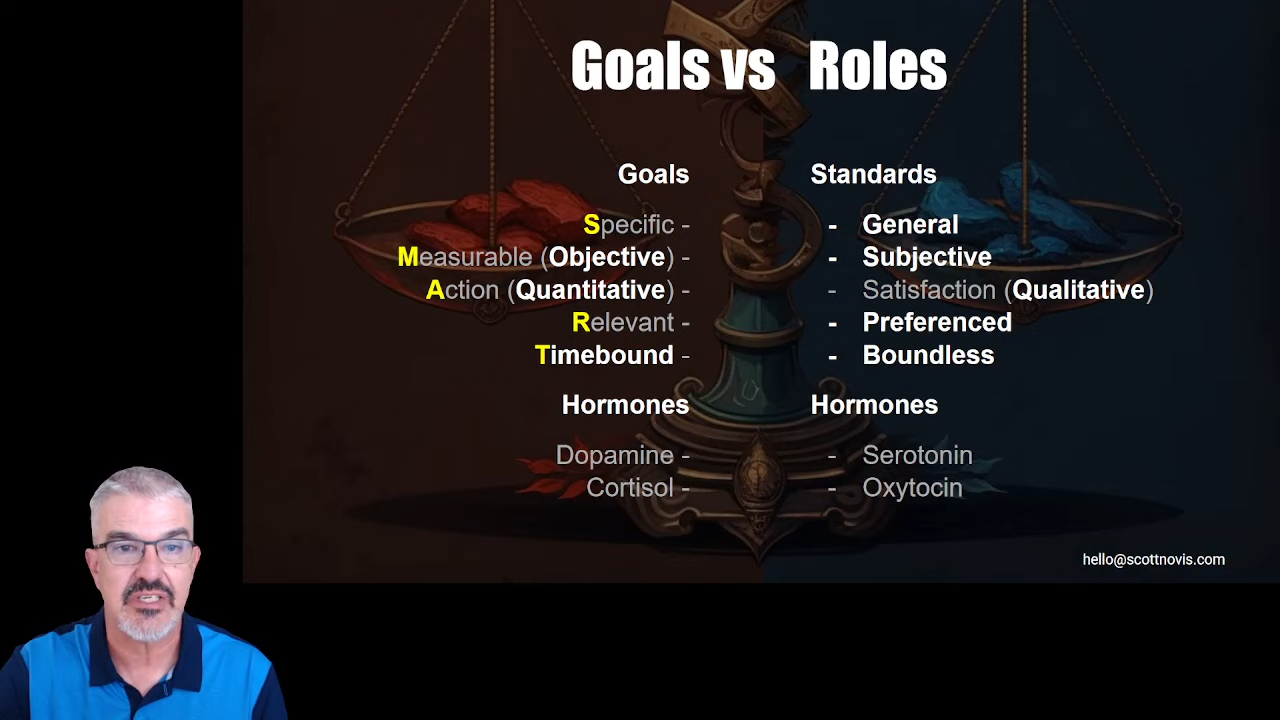 Goals vs Roles
Goals
Specific -
Measurable (Objective) -
Action (Quantitative) -
Relevant -
Timebound -
Hormones
Dopamine -
Cortisol -
Standards
- General
- Subjective
- Satisfaction (Qualitative)
- Preferenced
- Boundless
Hormones
- Serotonin
- Oxytocin
hello@scottnovis.com